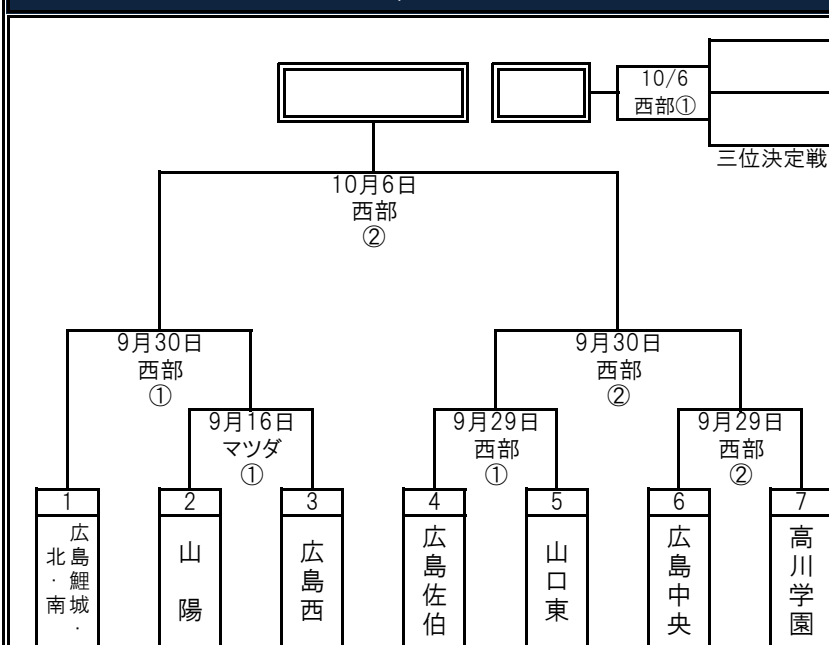 10/6
西部①
三位決定戦
10月6日
西部
②
9月30日
西部
①
9月30日
西部
②
9月16日
マツダ
①
9月29日
西部
①
9月29日
西部
②
1
2
3
4
5
6
7
広島鯉城・
北・南
山陽
広島西
広島佐伯
山口東
広島中央
高川学園